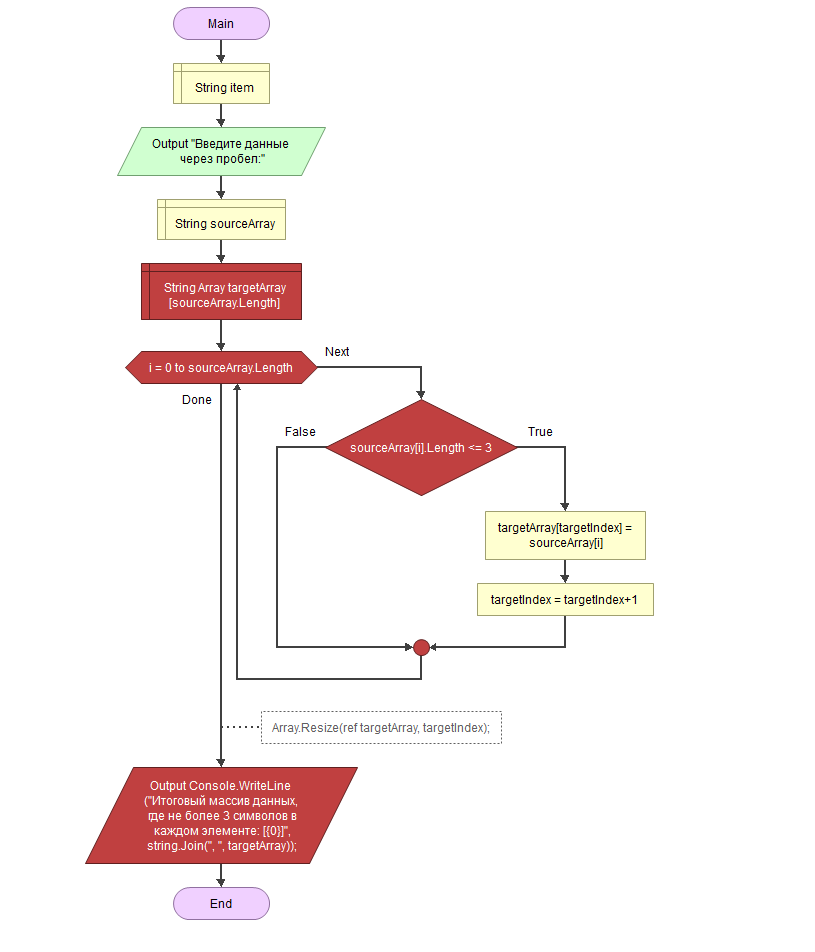 Main
String item
Output "Введите данные
через пробел:"
String sourceArray
String Array targetArray
[sourceArray.Length]
i = 0 to sourceArray.Length
Next
Done
False
True
sourceArray[i].Length <= 3
targetArray[targetIndex] =
sourceArray[i]
targetIndex = targetIndex+1
Array.Resize(ref targetArray, targetIndex);
Output Console.WriteLine
("Итоговый массив данных,
где не более 3 символов в
каждом элементе: [{0}]",
string.Join(", ", targetArray));
End